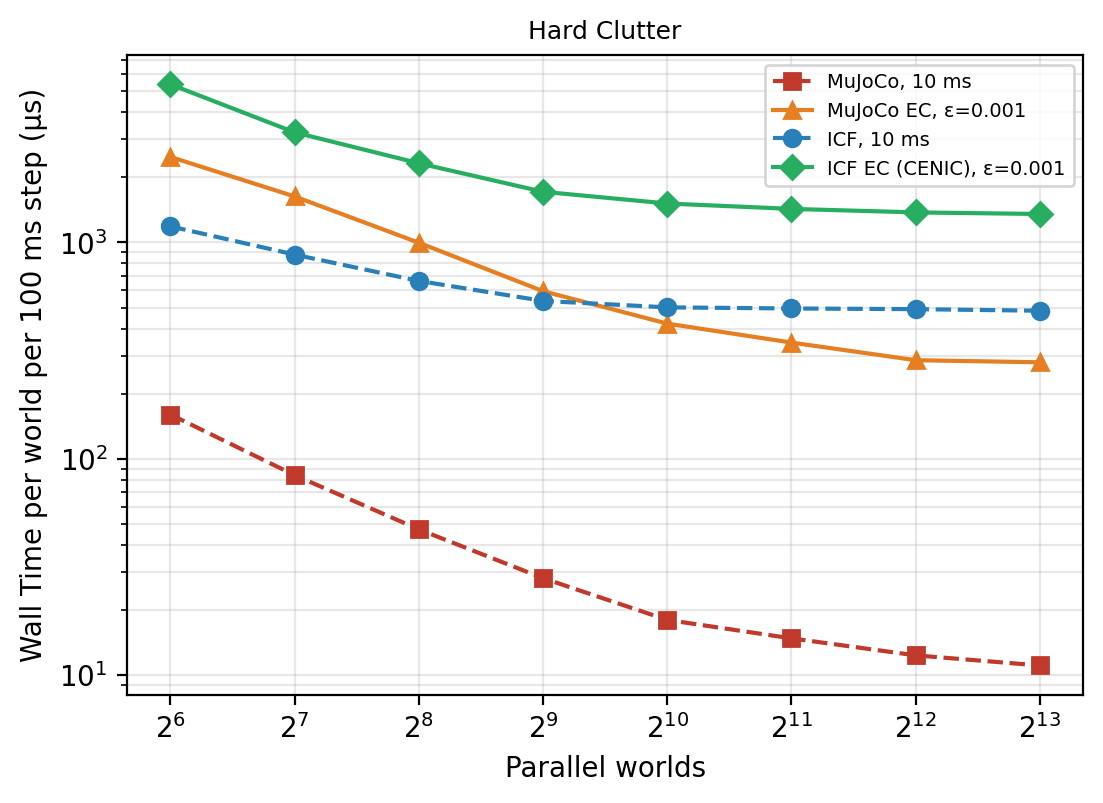 Hard Clutter
Wall Time per world per 100 ms step (µs)
10³
10²
10¹
MuJoCo, 10 ms
MuJoCo EC, ε=0.001
ICF, 10 ms
ICF EC (CENIC), ε=0.001
2⁶ 2⁷ 2⁸ 2⁹ 2¹⁰ 2¹¹ 2¹² 2¹³
Parallel worlds